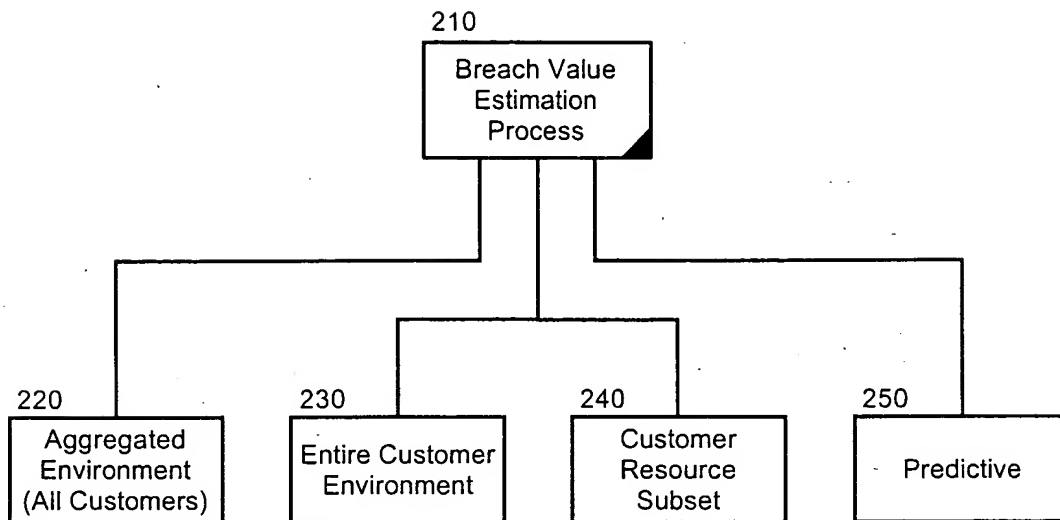 210
Breach Value
Estimation
Process
220
Aggregated
Environment
(All Customers)
230
Entire Customer
Environment
240
Customer
Resource
Subset
250
Predictive